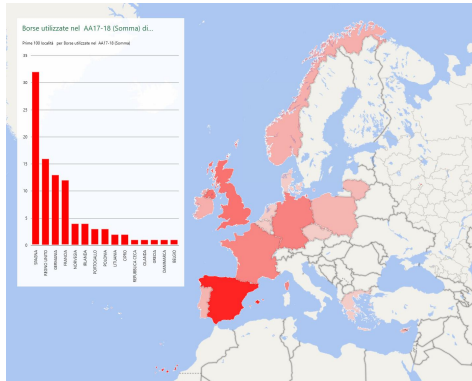 Borse utilizzate nel AA17-18 (Somma) di...
Prime 100 località per Borse utilizzate nel AA17-18 (Somma)
35
30
25
20
15
10
5
0
SPAGNA
REGNO UNITO
GERMANIA
FRANCIA
NORVEGIA
IRLANDA
PORTOGALLO
POLONIA
LITUANIA
CIPRO
REPUBBLICA CECA
OLANDA
GRECIA
DANIMARCA
BELGIO